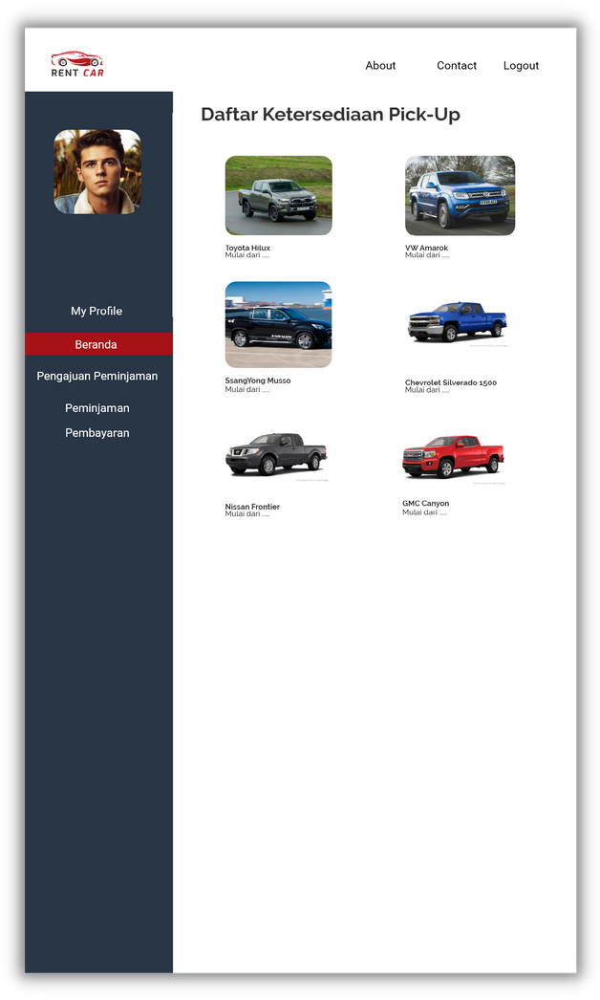 RENT CAR
About Contact Logout
Daftar Ketersediaan Pick-Up
My Profile
Beranda
Pengajuan Peminjaman
Peminjaman
Pembayaran
Toyota Hilux
Mulai dari .....
VW Amarok
Mulai dari .....
SsangYong Musso
Mulai dari .....
Chevrolet Silverado 1500
Mulai dari .....
Nissan Frontier
Mulai dari .....
GMC Canyon
Mulai dari .....